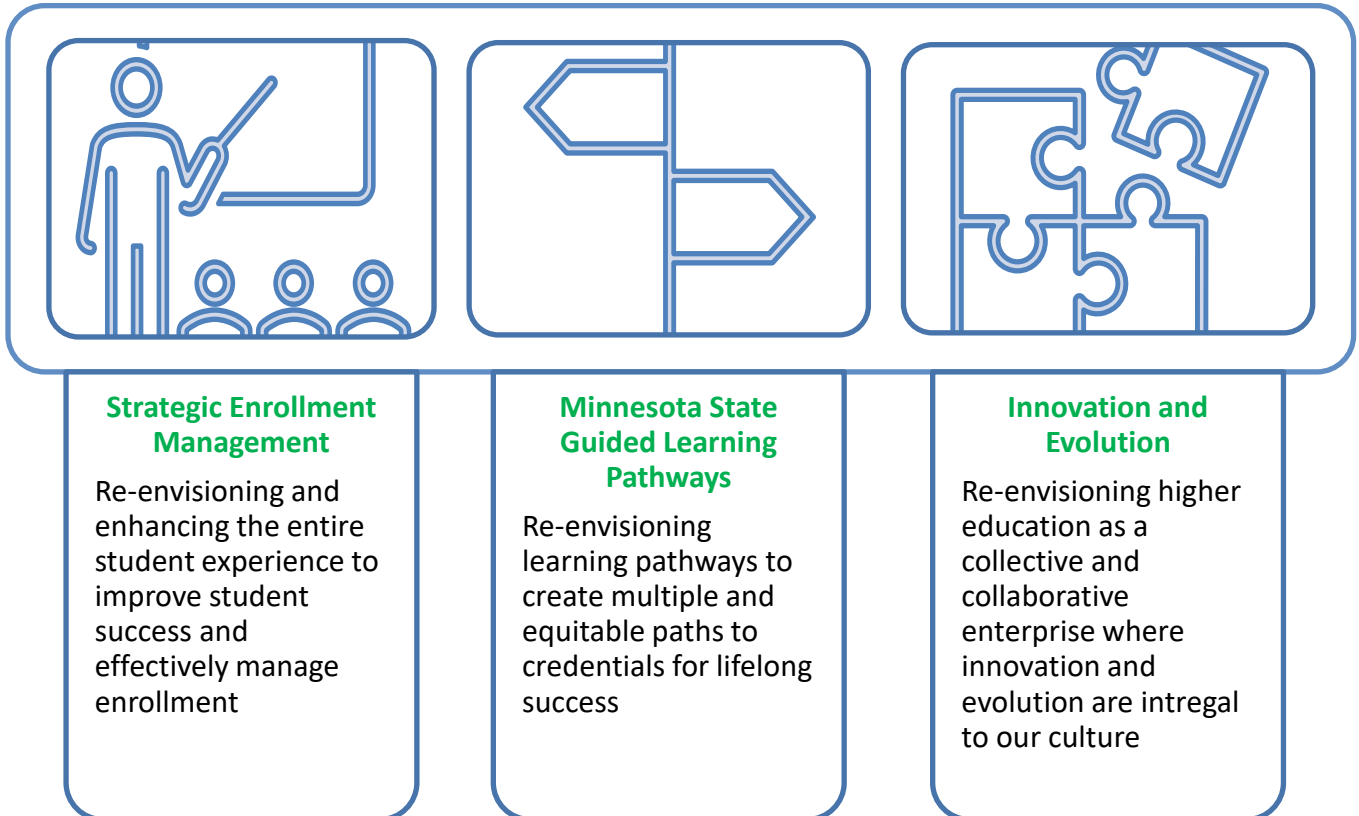 Strategic Enrollment
Management
Re-envisioning and
enhancing the entire
student experience to
improve student
success and
effectively manage
enrollment
Minnesota State
Guided Learning
Pathways
Re-envisioning
learning pathways to
create multiple and
equitable paths to
credentials for lifelong
success
Innovation and
Evolution
Re-envisioning higher
education as a
collective and
collaborative
enterprise where
innovation and
evolution are intregal
to our culture